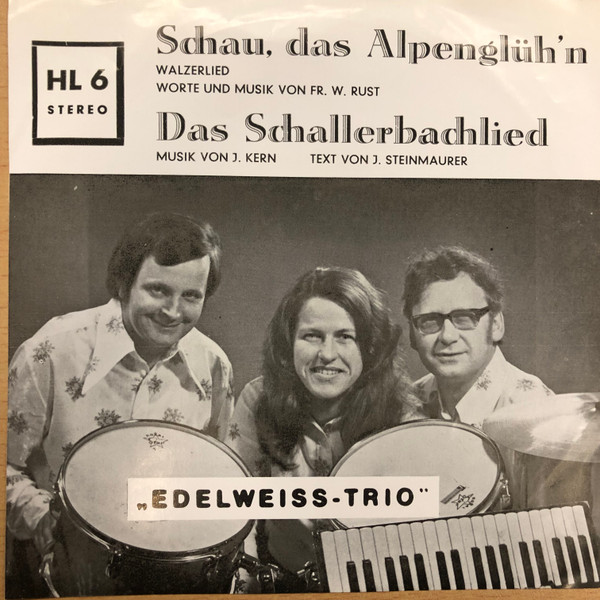 HL 6
STEREO
Schau, das Alpenglüh'n
WALZERLIED
WORTE UND MUSIK VON FR. W. RUST
Das Schallerbachlied
MUSIK VON J. KERN TEXT VON J. STEINMAURER
„EDELWEISS-TRIO"